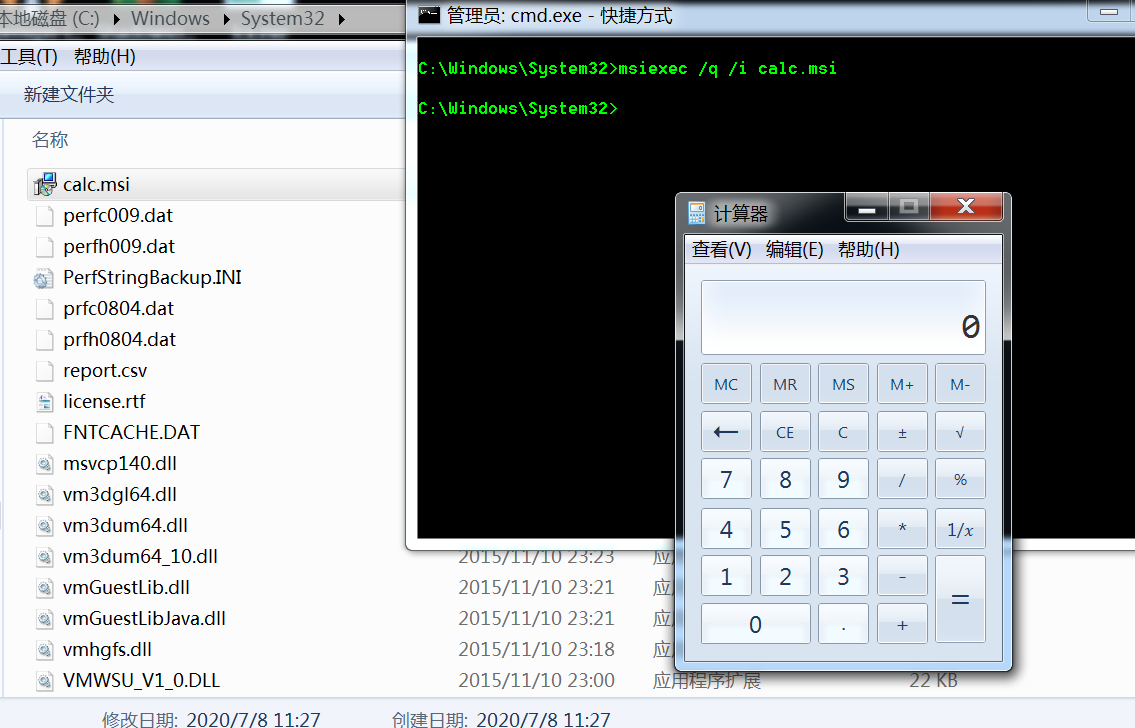 本地磁盘 (C:) ▸ Windows ▸ System32 ▸
工具(T) 帮助(H)
新建文件夹
名称
calc.msi
perfc009.dat
perfh009.dat
PerfStringBackup.INI
prfc0804.dat
prfh0804.dat
report.csv
license.rtf
FNTCACHE.DAT
msvcp140.dll
vm3dgl64.dll
vm3dum64.dll
vm3dum64_10.dll 2015/11/10 23:23 应
vmGuestLib.dll 2015/11/10 23:21 应
vmGuestLibJava.dll 2015/11/10 23:21 应
vmhgfs.dll 2015/11/10 23:18 应
VMWSU_V1_0.DLL 2015/11/10 23:00 应用程序扩展 22 KB
修改日期: 2020/7/8 11:27 创建日期: 2020/7/8 11:27
管理员: cmd.exe - 快捷方式
C:\Windows\System32>msiexec /q /i calc.msi
C:\Windows\System32>
计算器
查看(V) 编辑(E) 帮助(H)
0
MC MR MS M+ M-
← CE C ± √
7 8 9 / %
4 5 6 * 1/x
1 2 3 - =
0 . +